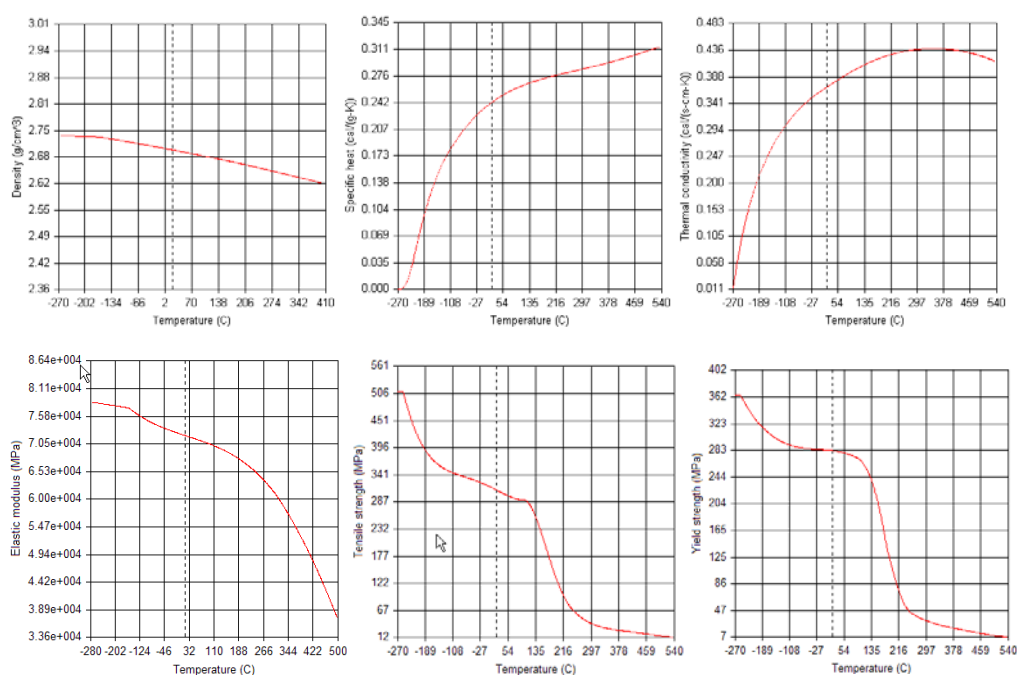 3.01
2.94
2.88
2.81
2.75
2.68
2.62
2.55
2.49
2.42
2.36
Density (g/cm^3)
-270 -202 -134 -66 2 70 138 206 274 342 410
Temperature (C)
0.345
0.311
0.276
0.242
0.207
0.173
0.138
0.104
0.069
0.035
0.000
Specific heat (cal/(g-K))
-270 -189 -108 -27 54 135 216 297 378 459 540
Temperature (C)
0.483
0.436
0.388
0.341
0.294
0.247
0.200
0.153
0.105
0.058
0.011
Thermal conductivity (cal/(s-cm-K))
-270 -189 -108 -27 54 135 216 297 378 459 540
Temperature (C)
8.64e+004
8.11e+004
7.58e+004
7.05e+004
6.53e+004
6.00e+004
5.47e+004
4.94e+004
4.42e+004
3.89e+004
3.36e+004
Elastic modulus (MPa)
-280 -202 -124 -46 32 110 188 266 344 422 500
Temperature (C)
561
506
451
396
341
287
232
177
122
67
12
Tensile strength (MPa)
-270 -189 -108 -27 54 135 216 297 378 459 540
Temperature (C)
402
362
323
283
244
204
165
125
86
47
7
Yield strength (MPa)
-270 -189 -108 -27 54 135 216 297 378 459 540
Temperature (C)